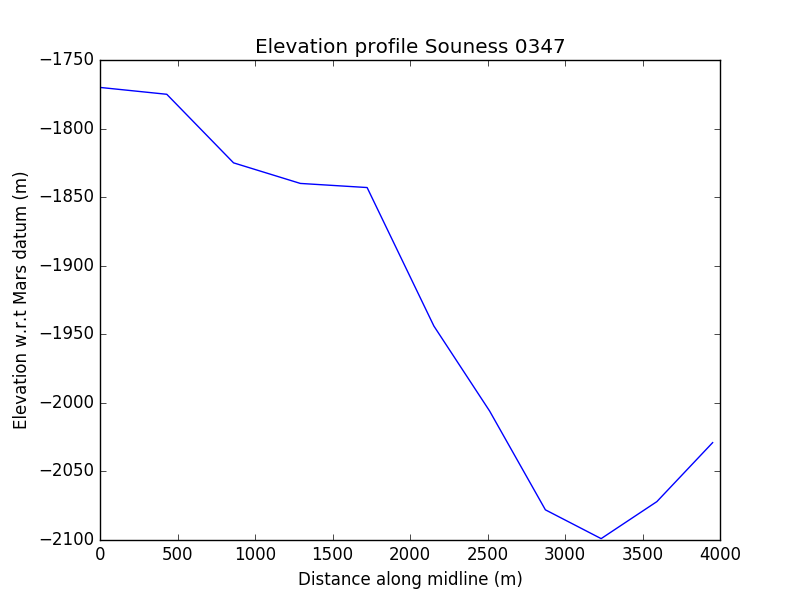 Elevation profile Souness 0347
Elevation w.r.t Mars datum (m)
−1750
−1800
−1850
−1900
−1950
−2000
−2050
−2100
0 500 1000 1500 2000 2500 3000 3500 4000
Distance along midline (m)